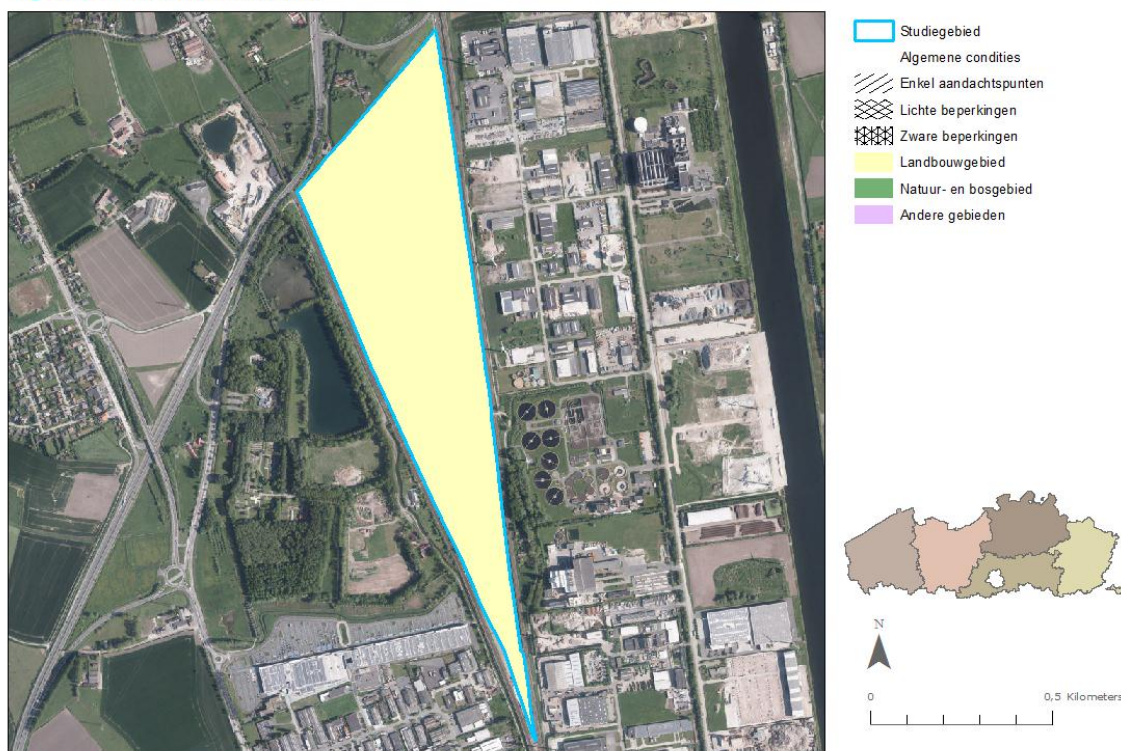 Studiegebied
Algemene condities
Enkel aandachtspunten
Lichte beperkingen
Zware beperkingen
Landbouwgebied
Natuur- en bosgebied
Andere gebieden
N
0 0,5 Kilometers